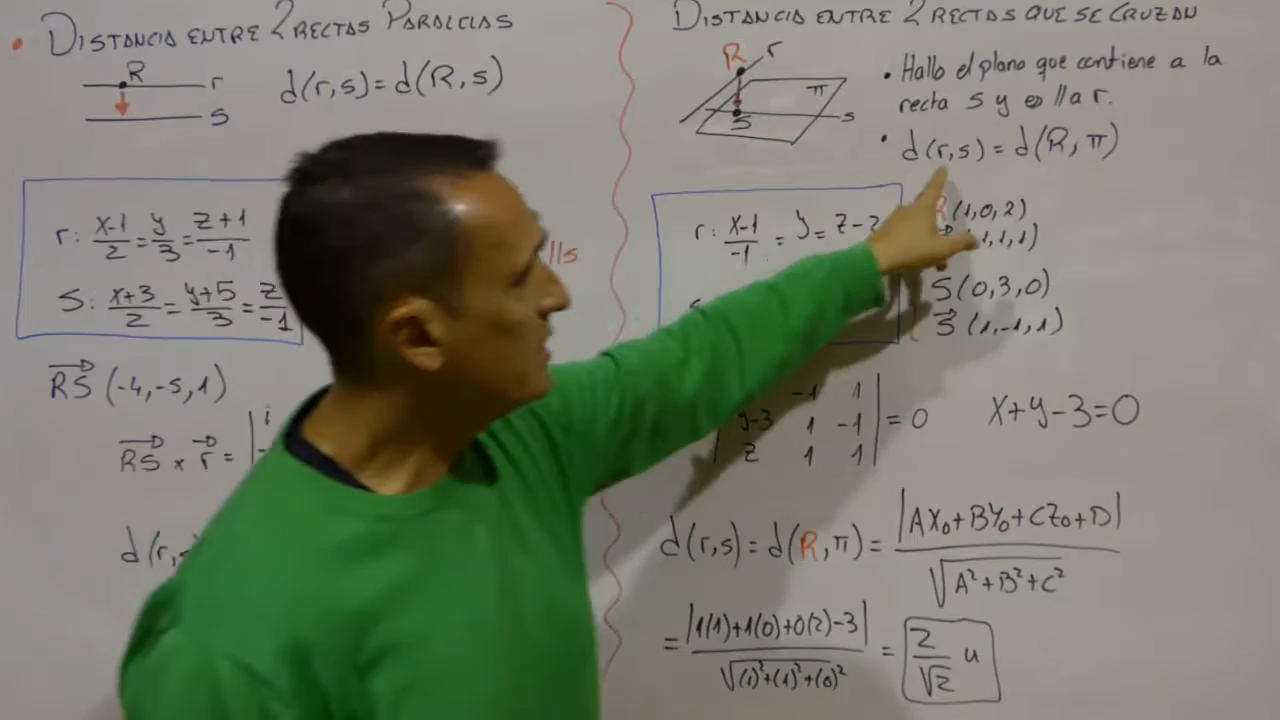 • DISTANCIA ENTRE 2 RECTAS PARALELAS
R
r
s
d(r,s)=d(R,s)
r: x-1/2 = y/3 = z+1/-1
S: x+3/2 = y+5/3 = z/-1
//s
RS (-4,-5,1)
RS x r = | i
d(r,
DISTANCIA ENTRE 2 RECTAS QUE SE CRUZAN
R
r
π
S
s
• Hallo el plano que contiene a la
recta s y es // a r.
• d(r,s) = d(R, π)
r: x-1/-1 = y = z-2
R (1,0,2)
1,1,1)
S (0,3,0)
s (1,-1,1)
-1 1
y-3 1 -1 = 0
z 1 1
x+y-3=0
d(r,s) = d(R,π) = |Ax₀+By₀+Cz₀+D| / √A²+B²+C²
= |1(1)+1(0)+0(2)-3| / √(1)²+(1)²+(0)² = 2/√2 u